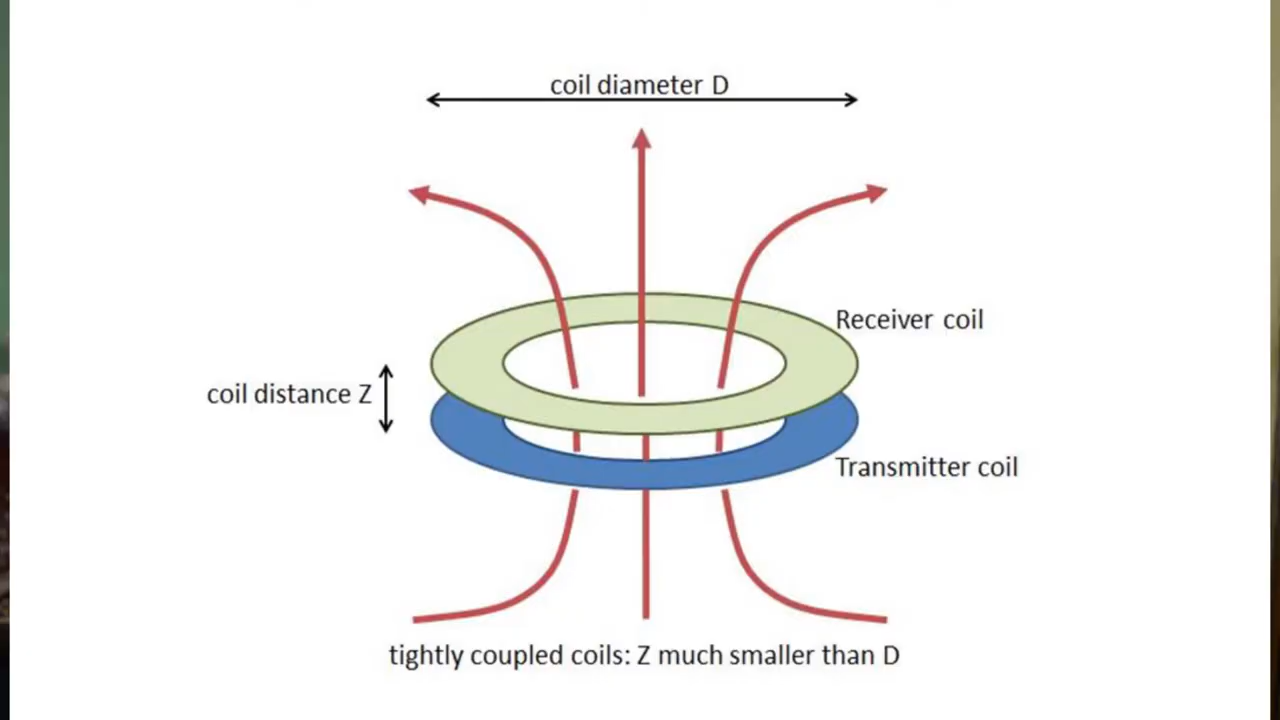 coil diameter D
Receiver coil
coil distance Z
Transmitter coil
tightly coupled coils: Z much smaller than D